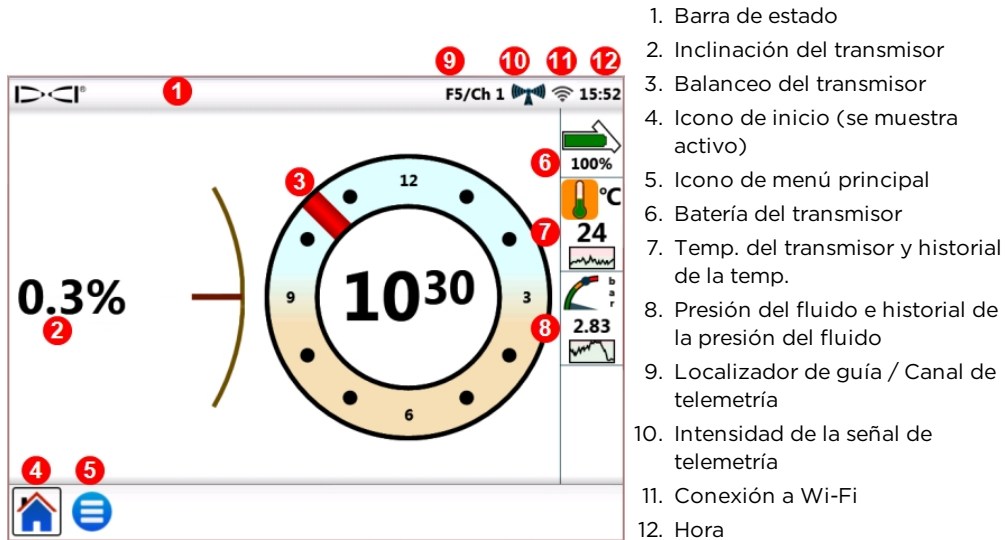 9 10 11 12
DCI®
1
F5/Ch 1
15:52
6
100%
3
12
°C
7
24
0.3%
2
9
10³⁰
3
b
a
r
8
2.83
6
4 5
1. Barra de estado
2. Inclinación del transmisor
3. Balanceo del transmisor
4. Icono de inicio (se muestra
activo)
5. Icono de menú principal
6. Batería del transmisor
7. Temp. del transmisor y historial
de la temp.
8. Presión del fluido e historial de
la presión del fluido
9. Localizador de guía / Canal de
telemetría
10. Intensidad de la señal de
telemetría
11. Conexión a Wi-Fi
12. Hora